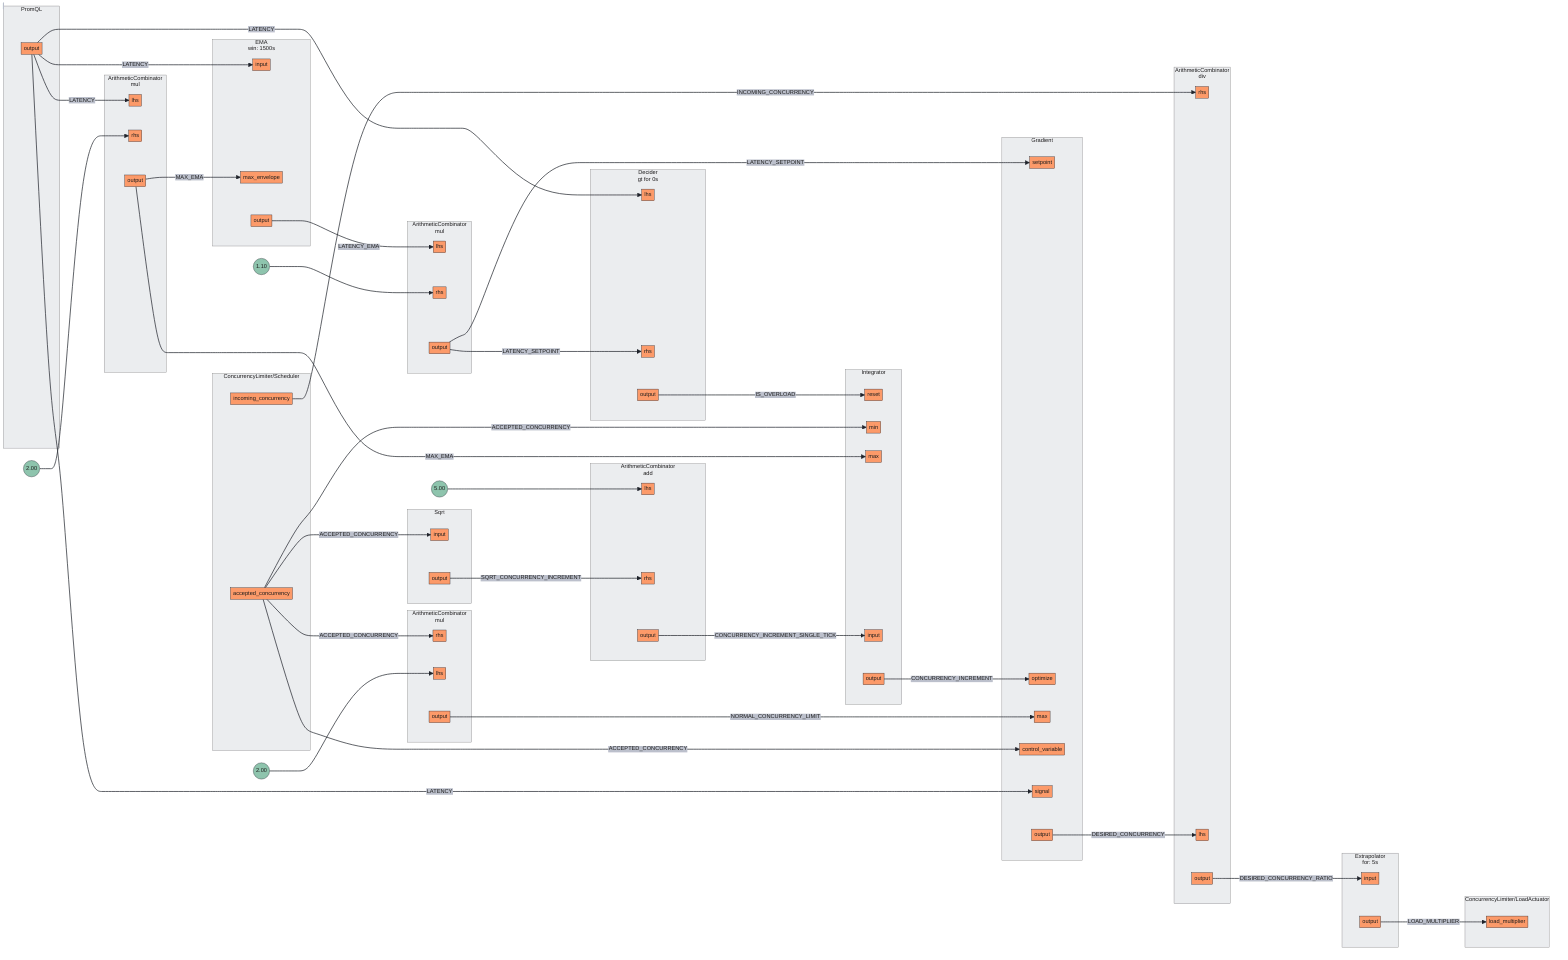 PromQL
output
LATENCY
LATENCY
LATENCY
2.00
ArithmeticCombinator
mul
lhs
rhs
output
MAX_EMA
EMA
win: 1500s
input
max_envelope
output
LATENCY_EMA
1.10
ConcurrencyLimiter/Scheduler
incoming_concurrency
accepted_concurrency
2.00
INCOMING_CONCURRENCY
ArithmeticCombinator
mul
lhs
rhs
output
LATENCY_SETPOINT
LATENCY_SETPOINT
MAX_EMA
ACCEPTED_CONCURRENCY
5.00
ACCEPTED_CONCURRENCY
Sqrt
input
output
SQRT_CONCURRENCY_INCREMENT
ACCEPTED_CONCURRENCY
ArithmeticCombinator
mul
rhs
lhs
output
NORMAL_CONCURRENCY_LIMIT
ACCEPTED_CONCURRENCY
LATENCY
Decider
gt for 0s
lhs
rhs
output
IS_OVERLOAD
ArithmeticCombinator
add
lhs
rhs
output
CONCURRENCY_INCREMENT_SINGLE_TICK
Integrator
reset
min
max
input
output
CONCURRENCY_INCREMENT
Gradient
setpoint
optimize
max
control_variable
signal
output
DESIRED_CONCURRENCY
ArithmeticCombinator
div
rhs
lhs
output
DESIRED_CONCURRENCY_RATIO
Extrapolator
for: 5s
input
output
LOAD_MULTIPLIER
ConcurrencyLimiter/LoadActuator
load_multiplier